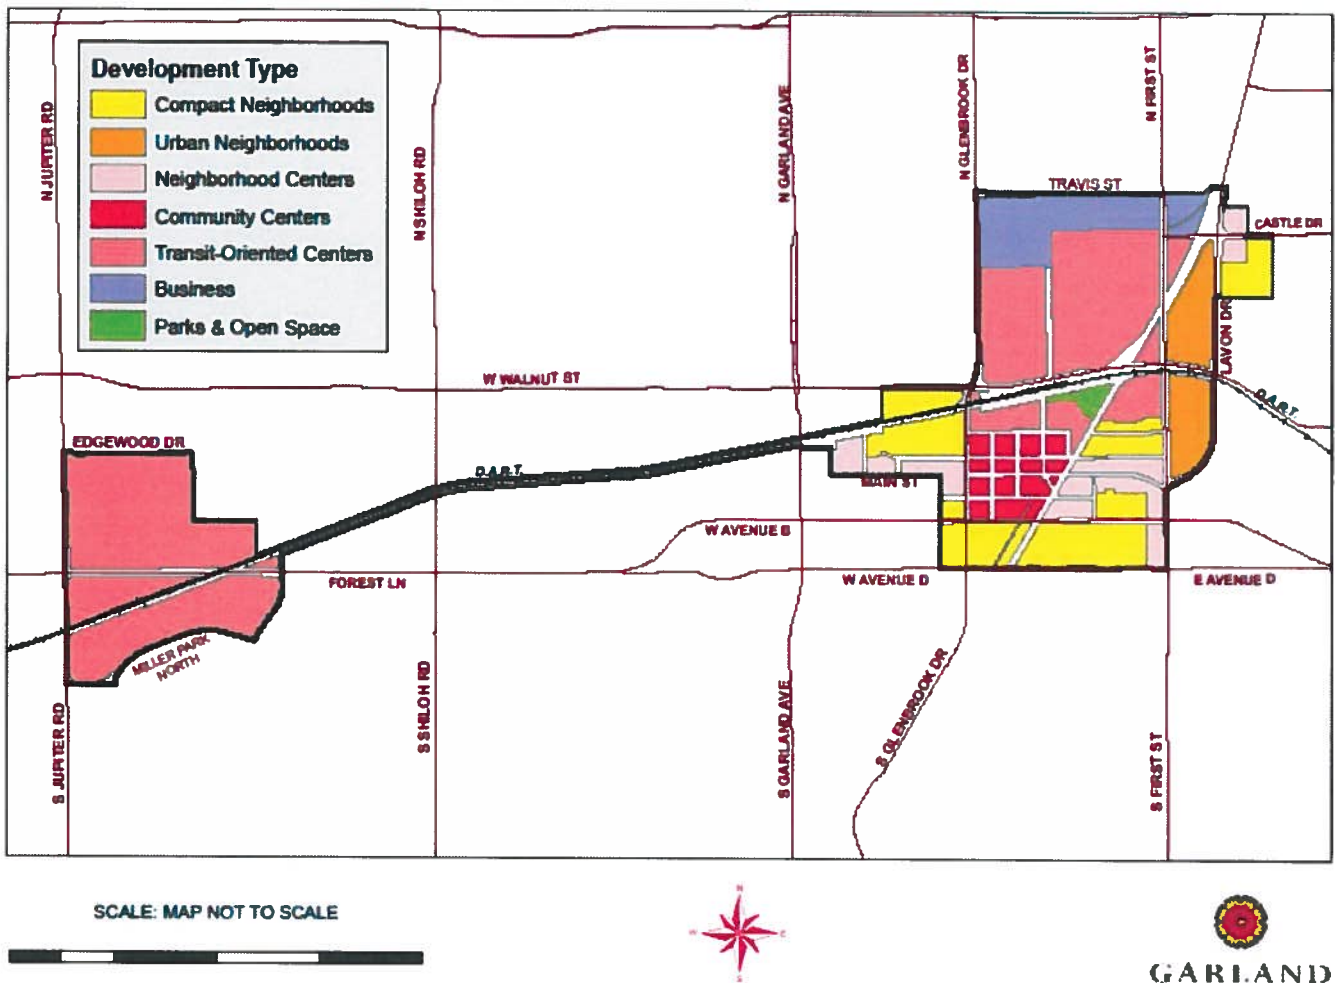 Development Type
Compact Neighborhoods
Urban Neighborhoods
Neighborhood Centers
Community Centers
Transit-Oriented Centers
Business
Parks & Open Space
N JUPITER RD
N SHILOH RD
N GARLAND AVE
N GLENBROOK DR
N FIRST ST
TRAVIS ST
CASTLE DR
LAVON DR
W WALNUT ST
D.A.R.T.
EDGEWOOD DR
D.A.R.T.
MAIN ST
W AVENUE B
FOREST LN
W AVENUE D
E AVENUE D
MILLER PARK
NORTH
S JUPITER RD
S SHILOH RD
S GARLAND AVE
S GLENBROOK DR
S FIRST ST
SCALE: MAP NOT TO SCALE
N
W
E
S
GARLAND